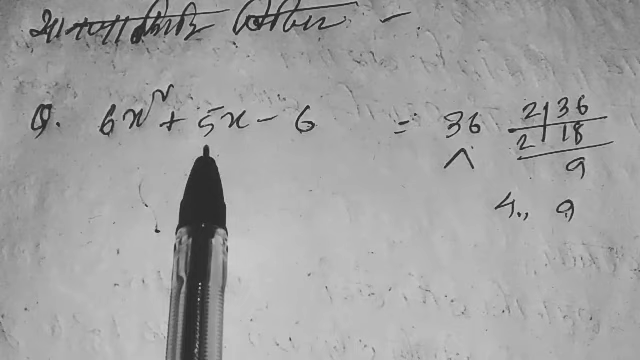 Q. 6x² + 5x - 6 = 36
2 | 36
2 | 18
9
4, 9